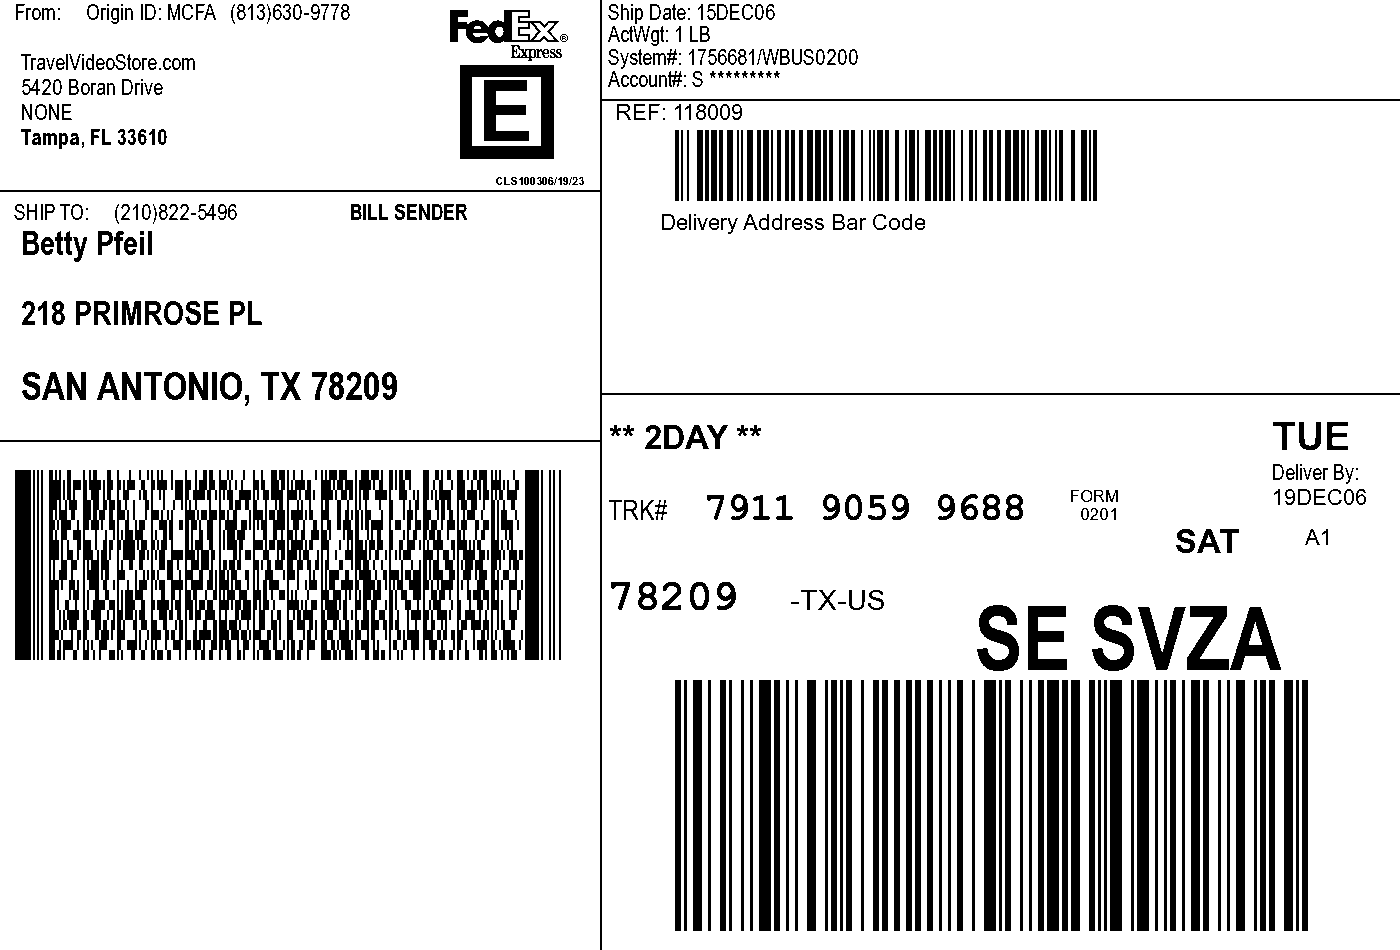 From: Origin ID: MCFA (813)630-9778
TravelVideoStore.com
5420 Boran Drive
NONE
Tampa, FL 33610
FedEx®
Express
E
CLS100306/19/23
SHIP TO: (210)822-5496 BILL SENDER
Betty Pfeil
218 PRIMROSE PL
SAN ANTONIO, TX 78209
Ship Date: 15DEC06
ActWgt: 1 LB
System#: 1756681/WBUS0200
Account#: S *********
REF: 118009
Delivery Address Bar Code
** 2DAY **
TUE
Deliver By:
19DEC06
TRK# 7911 9059 9688 FORM
0201
SAT A1
78209 -TX-US
SE SVZA